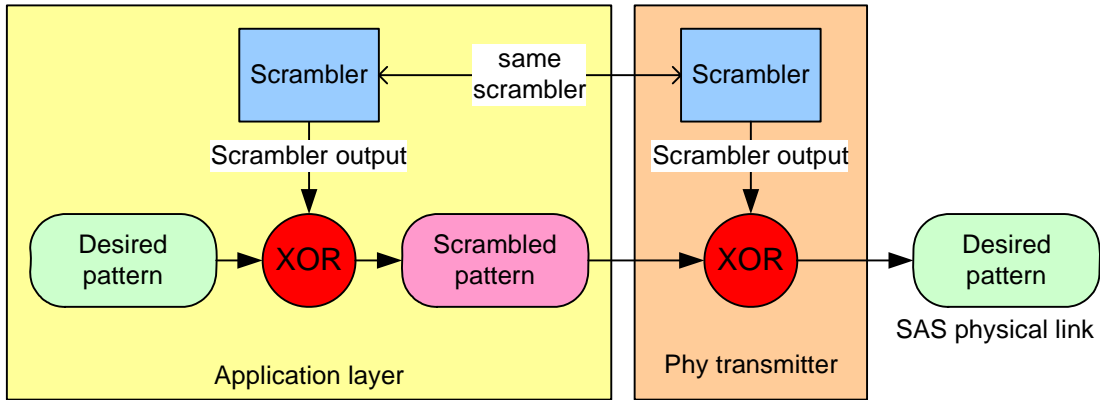 Scrambler
same
scrambler
Scrambler
Scrambler output
Scrambler output
Desired
pattern
XOR
Scrambled
pattern
XOR
Desired
pattern
SAS physical link
Application layer
Phy transmitter